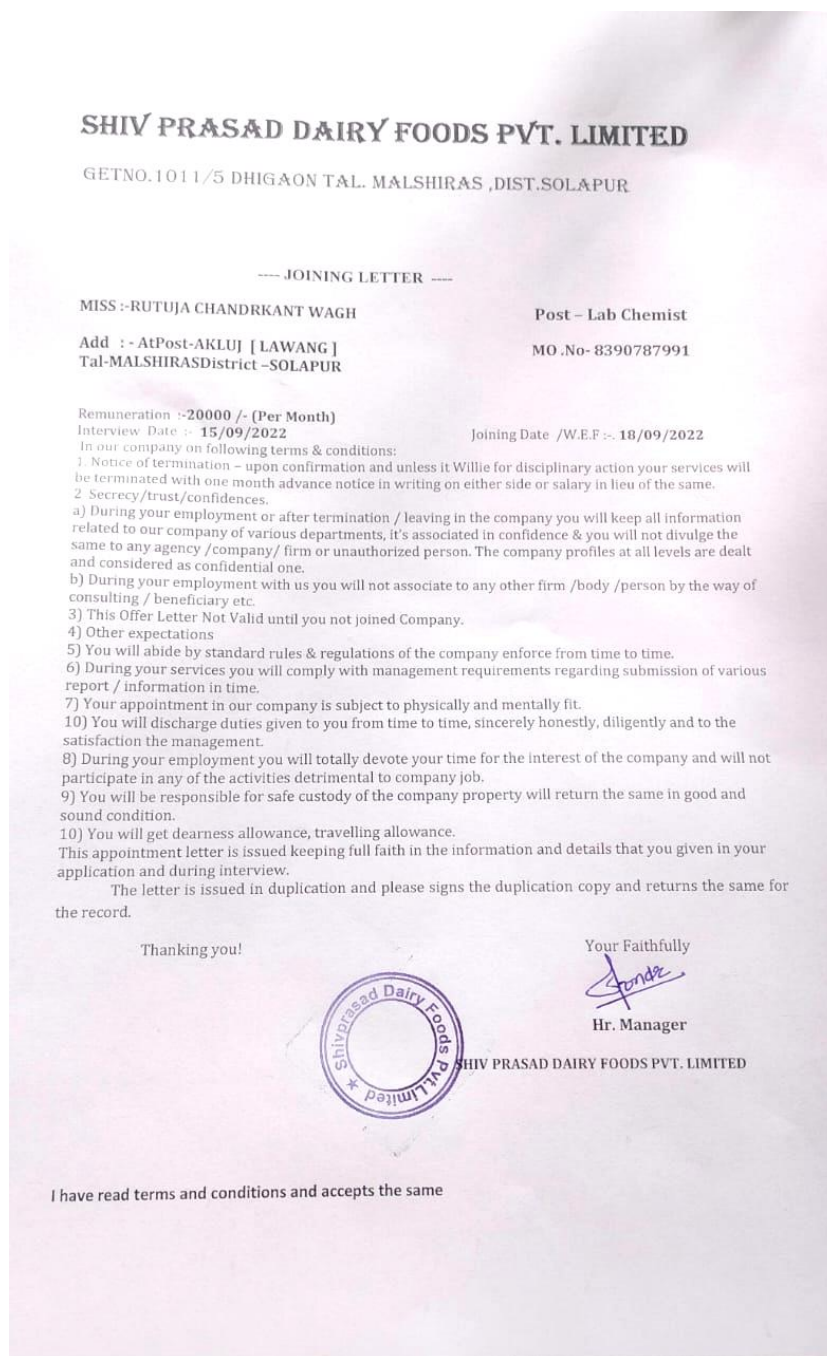 SHIV PRASAD DAIRY FOODS PVT. LIMITED
GETNO.1011/5 DHIGAON TAL. MALSHIRAS ,DIST.SOLAPUR
---- JOINING LETTER ----
MISS :-RUTUJA CHANDRKANT WAGH
Post – Lab Chemist
Add : - AtPost-AKLUJ [ LAWANG ]
MO .No- 8390787991
Tal-MALSHIRASDistrict –SOLAPUR
Remuneration :-20000 /- (Per Month)
Interview Date :- 15/09/2022
Joining Date /W.E.F :-. 18/09/2022
In our company on following terms & conditions:
1. Notice of termination – upon confirmation and unless it Willie for disciplinary action your services will
be terminated with one month advance notice in writing on either side or salary in lieu of the same.
2 Secrecy/trust/confidences.
a) During your employment or after termination / leaving in the company you will keep all information
related to our company of various departments, it's associated in confidence & you will not divulge the
same to any agency /company/ firm or unauthorized person. The company profiles at all levels are dealt
and considered as confidential one.
b) During your employment with us you will not associate to any other firm /body /person by the way of
consulting / beneficiary etc.
3) This Offer Letter Not Valid until you not joined Company.
4) Other expectations
5) You will abide by standard rules & regulations of the company enforce from time to time.
6) During your services you will comply with management requirements regarding submission of various
report / information in time.
7) Your appointment in our company is subject to physically and mentally fit.
10) You will discharge duties given to you from time to time, sincerely honestly, diligently and to the
satisfaction the management.
8) During your employment you will totally devote your time for the interest of the company and will not
participate in any of the activities detrimental to company job.
9) You will be responsible for safe custody of the company property will return the same in good and
sound condition.
10) You will get dearness allowance, travelling allowance.
This appointment letter is issued keeping full faith in the information and details that you given in your
application and during interview.
The letter is issued in duplication and please signs the duplication copy and returns the same for
the record.
Thanking you!
Your Faithfully
Hr. Manager
SHIV PRASAD DAIRY FOODS PVT. LIMITED
Shivprasad Dairy Foods Pvt.Limited ★
I have read terms and conditions and accepts the same